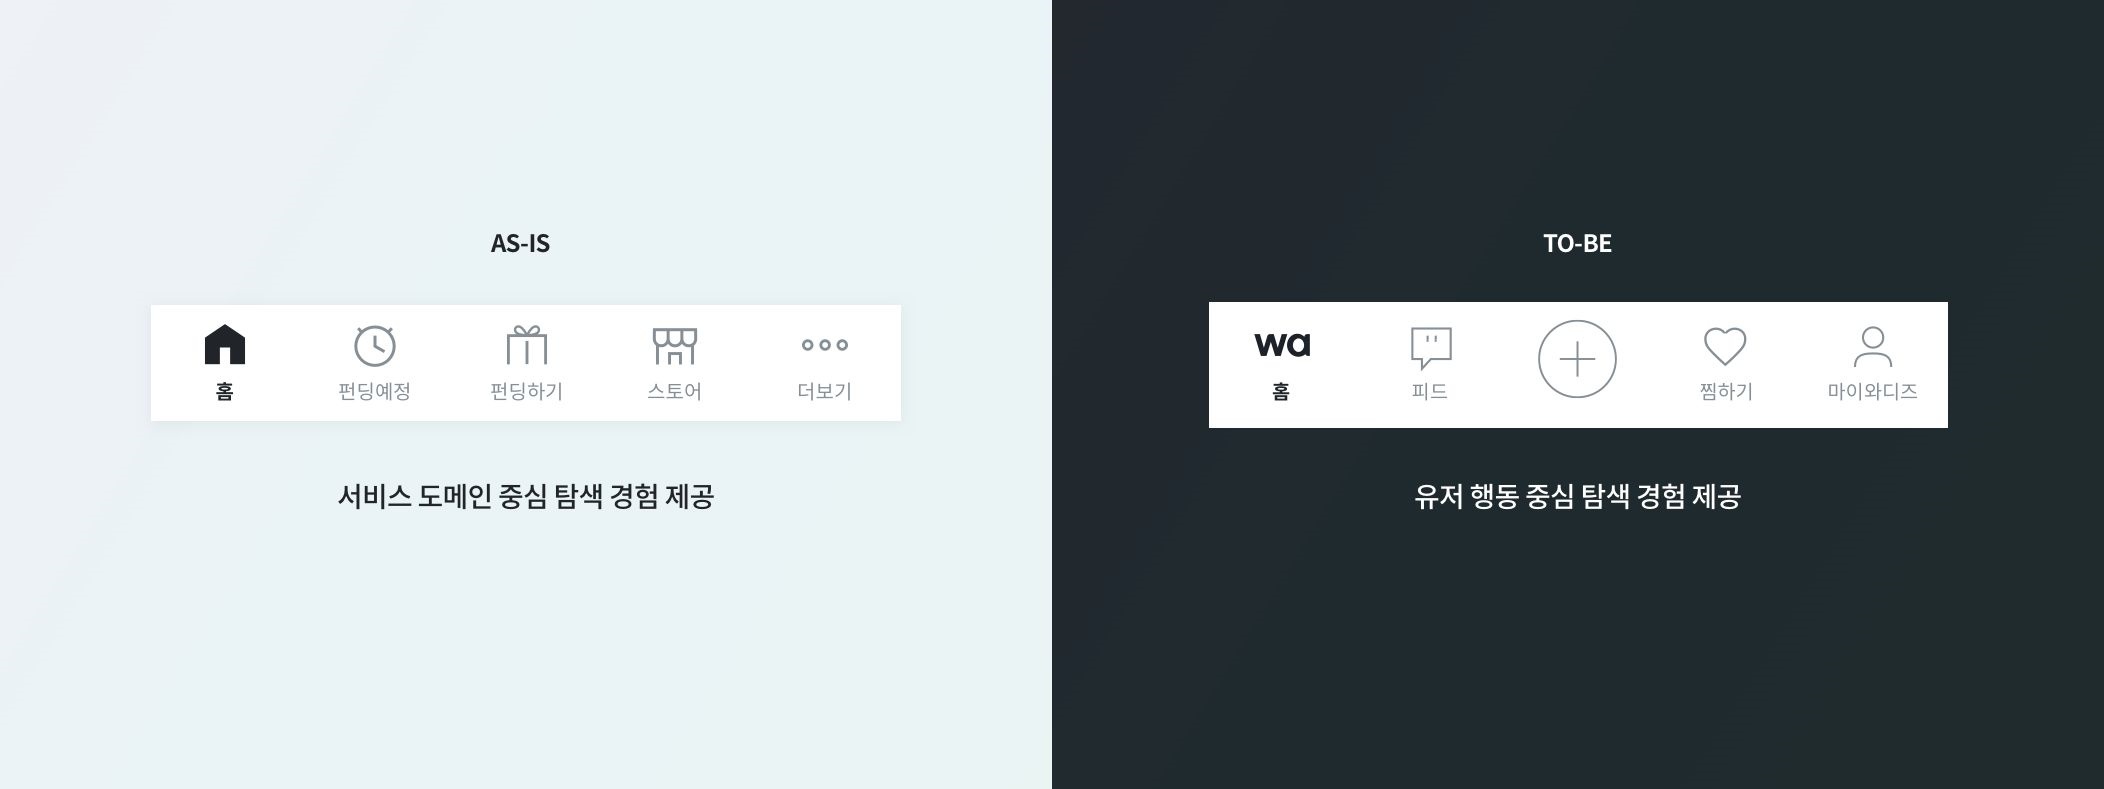 AS-IS
홈
펀딩예정
펀딩하기
스토어
더보기
서비스 도메인 중심 탐색 경험 제공
TO-BE
wa
홈
피드
찜하기
마이와디즈
유저 행동 중심 탐색 경험 제공